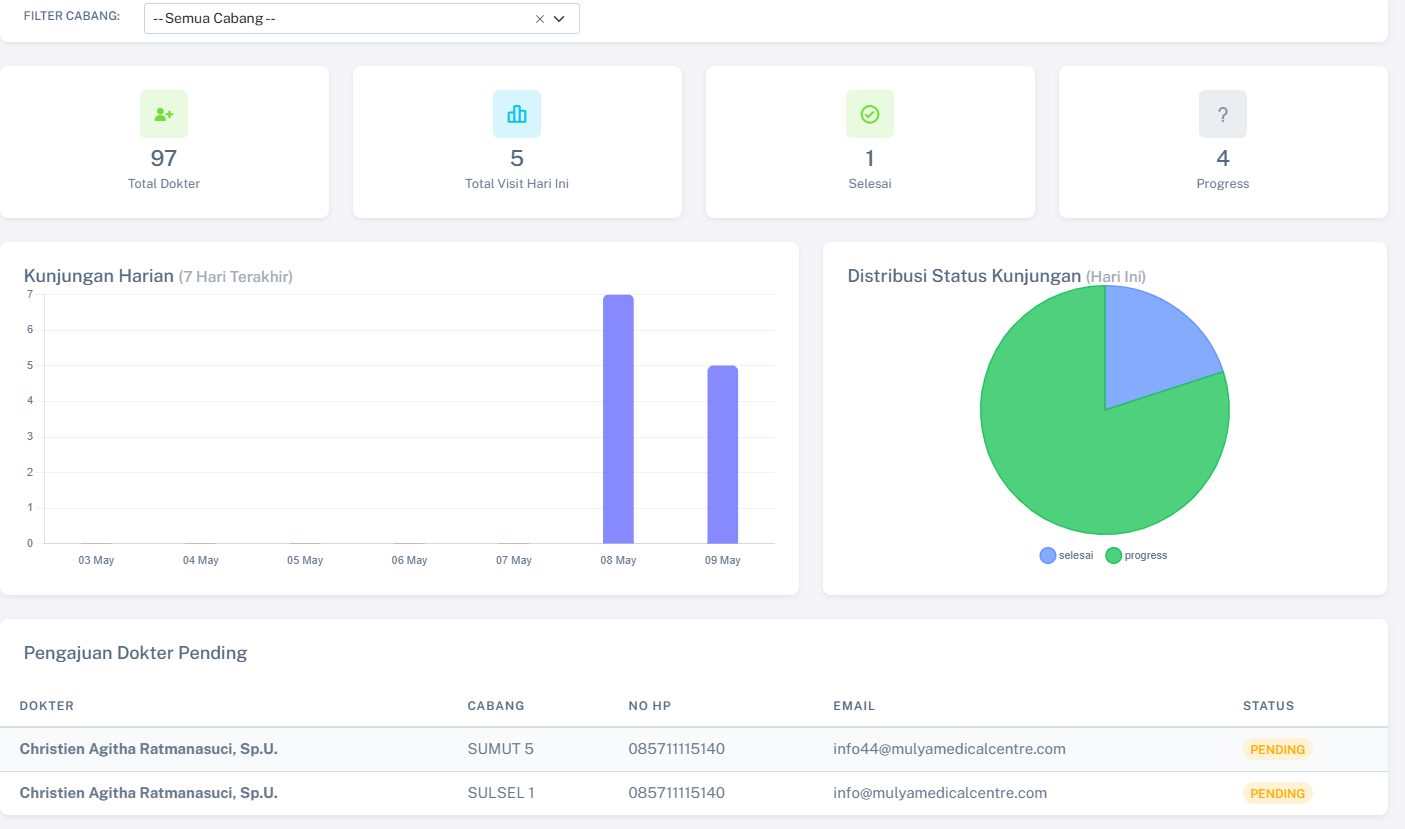 FILTER CABANG: -- Semua Cabang --
97
Total Dokter
5
Total Visit Hari Ini
1
Selesai
?
4
Progress
Kunjungan Harian (7 Hari Terakhir)
7
6
5
4
3
2
1
0
03 May 04 May 05 May 06 May 07 May 08 May 09 May
Distribusi Status Kunjungan (Hari Ini)
selesai progress
Pengajuan Dokter Pending
DOKTER CABANG NO HP EMAIL STATUS
Christien Agitha Ratmanasuci, Sp.U. SUMUT 5 085711115140 info44@mulyamedicalcentre.com PENDING
Christien Agitha Ratmanasuci, Sp.U. SULSEL 1 085711115140 info@mulyamedicalcentre.com PENDING